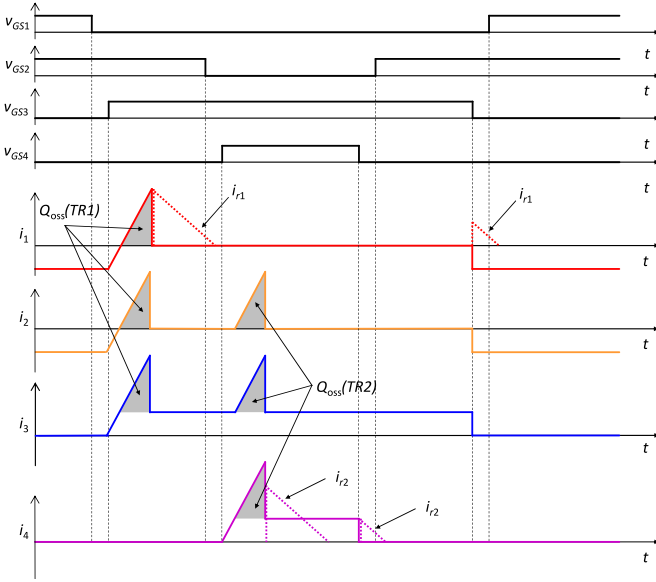 vGS1
t
vGS2
t
vGS3
t
vGS4
t
Qoss(TR1)
ir1
ir1
i1
t
i2
t
Qoss(TR2)
i3
t
ir2
ir2
i4
t